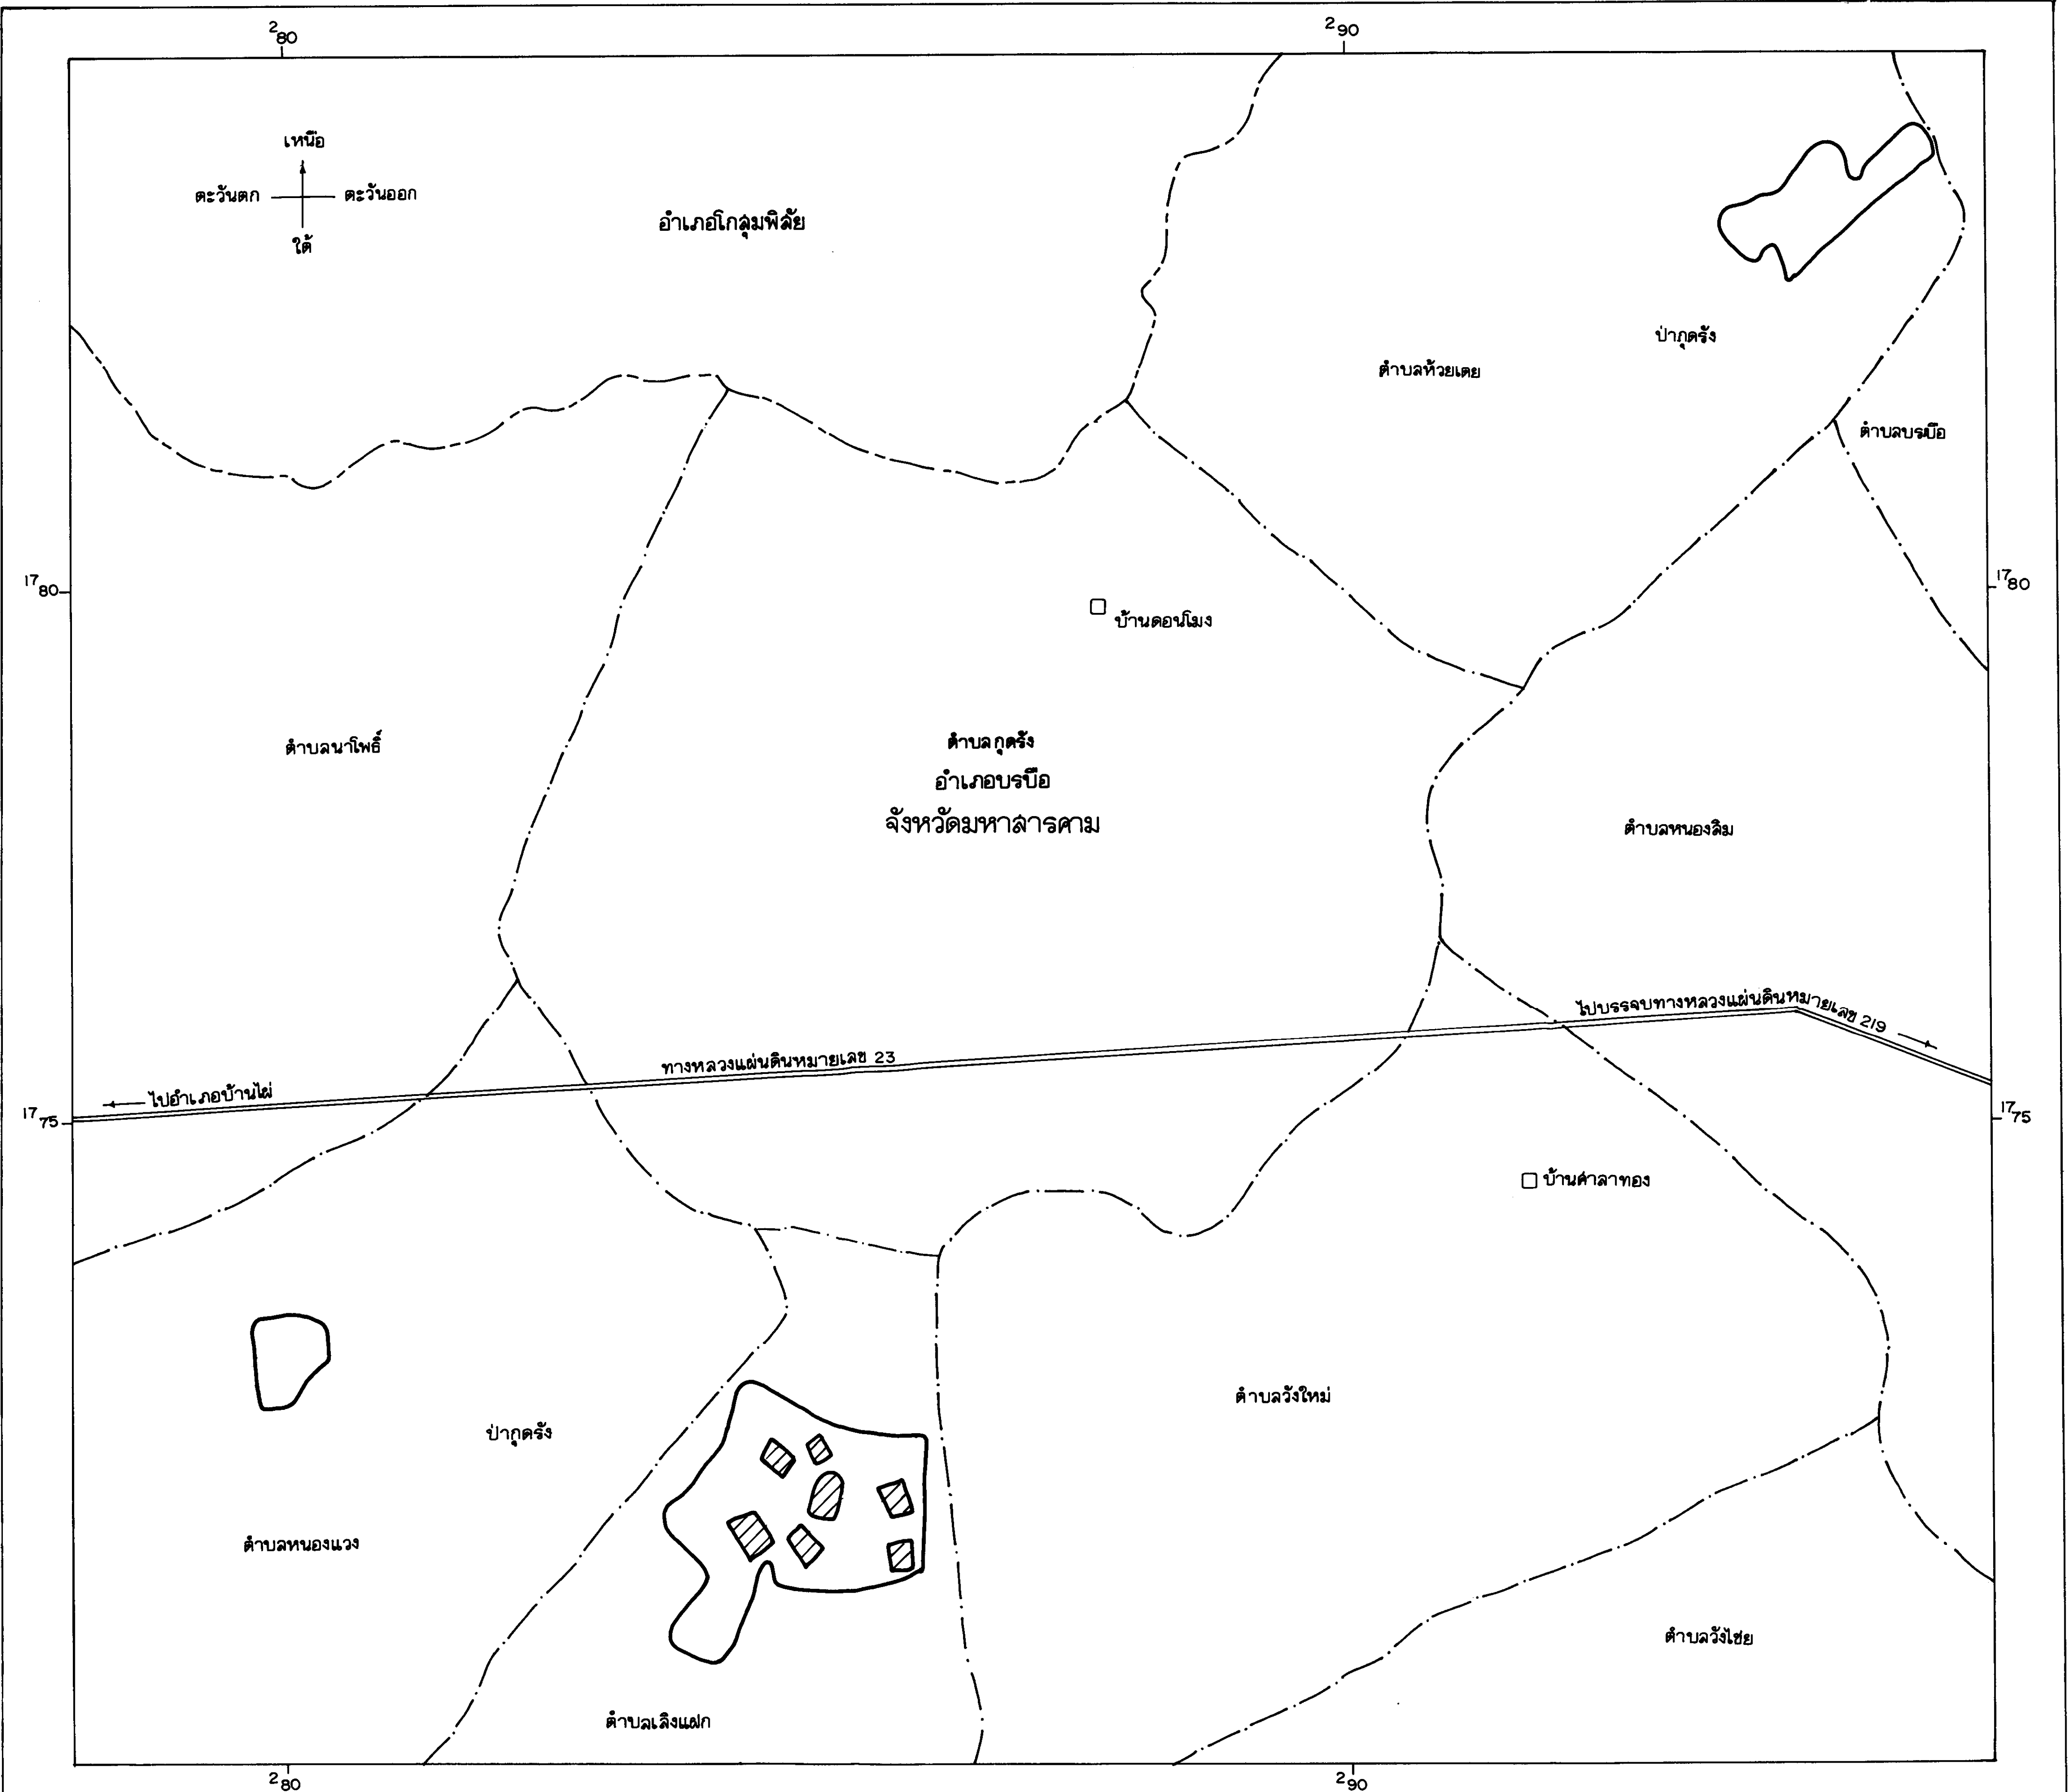 280
290
เหนือ
ตะวันตก
ตะวันออก
ใต้
อำเภอโกสุมพิสัย
ป่ากุดรัง
ตำบลห้วยเตย
ตำบลบรบือ
1780
1780
บ้านดอนโมง
ตำบลนาโพธิ์
ตำบลกุดรัง
อำเภอบรบือ
จังหวัดมหาสารคาม
ตำบลหนองสิม
ไปบรรจบทางหลวงแผ่นดินหมายเลข 219
ทางหลวงแผ่นดินหมายเลข 23
ไปอำเภอบ้านไผ่
1775
1775
บ้านศาลาทอง
ตำบลวังใหม่
ป่ากุดรัง
ตำบลหนองแวง
ตำบลวังไชย
ตำบลเลิงแฝก
280
290